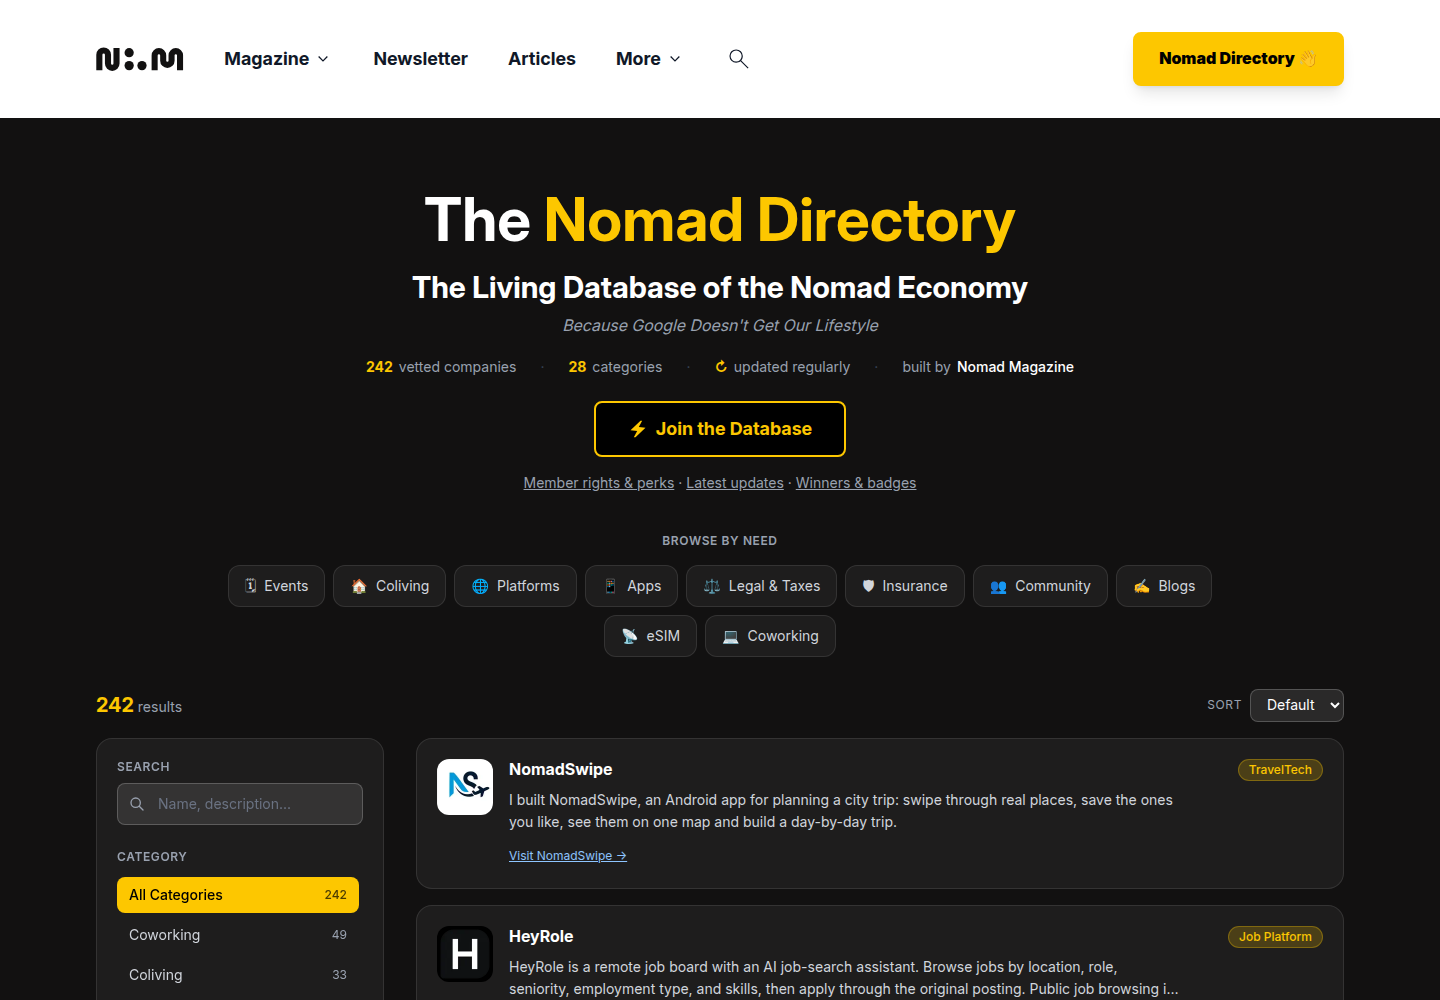 N:.M
Magazine
Newsletter
Articles
More
Nomad Directory 👋
The Nomad Directory
The Living Database of the Nomad Economy
Because Google Doesn't Get Our Lifestyle
242 vetted companies · 28 categories · ↻ updated regularly · built by Nomad Magazine
⚡ Join the Database
Member rights & perks · Latest updates · Winners & badges
BROWSE BY NEED
Events
Coliving
Platforms
Apps
Legal & Taxes
Insurance
Community
Blogs
eSIM
Coworking
242 results
SORT Default
SEARCH
Name, description...
CATEGORY
All Categories 242
Coworking 49
Coliving 33
NS
NomadSwipe
TravelTech
I built NomadSwipe, an Android app for planning a city trip: swipe through real places, save the ones
you like, see them on one map and build a day-by-day trip.
Visit NomadSwipe →
H
HeyRole
Job Platform
HeyRole is a remote job board with an AI job-search assistant. Browse jobs by location, role,
seniority, employment type, and skills, then apply through the original posting. Public job browsing i...